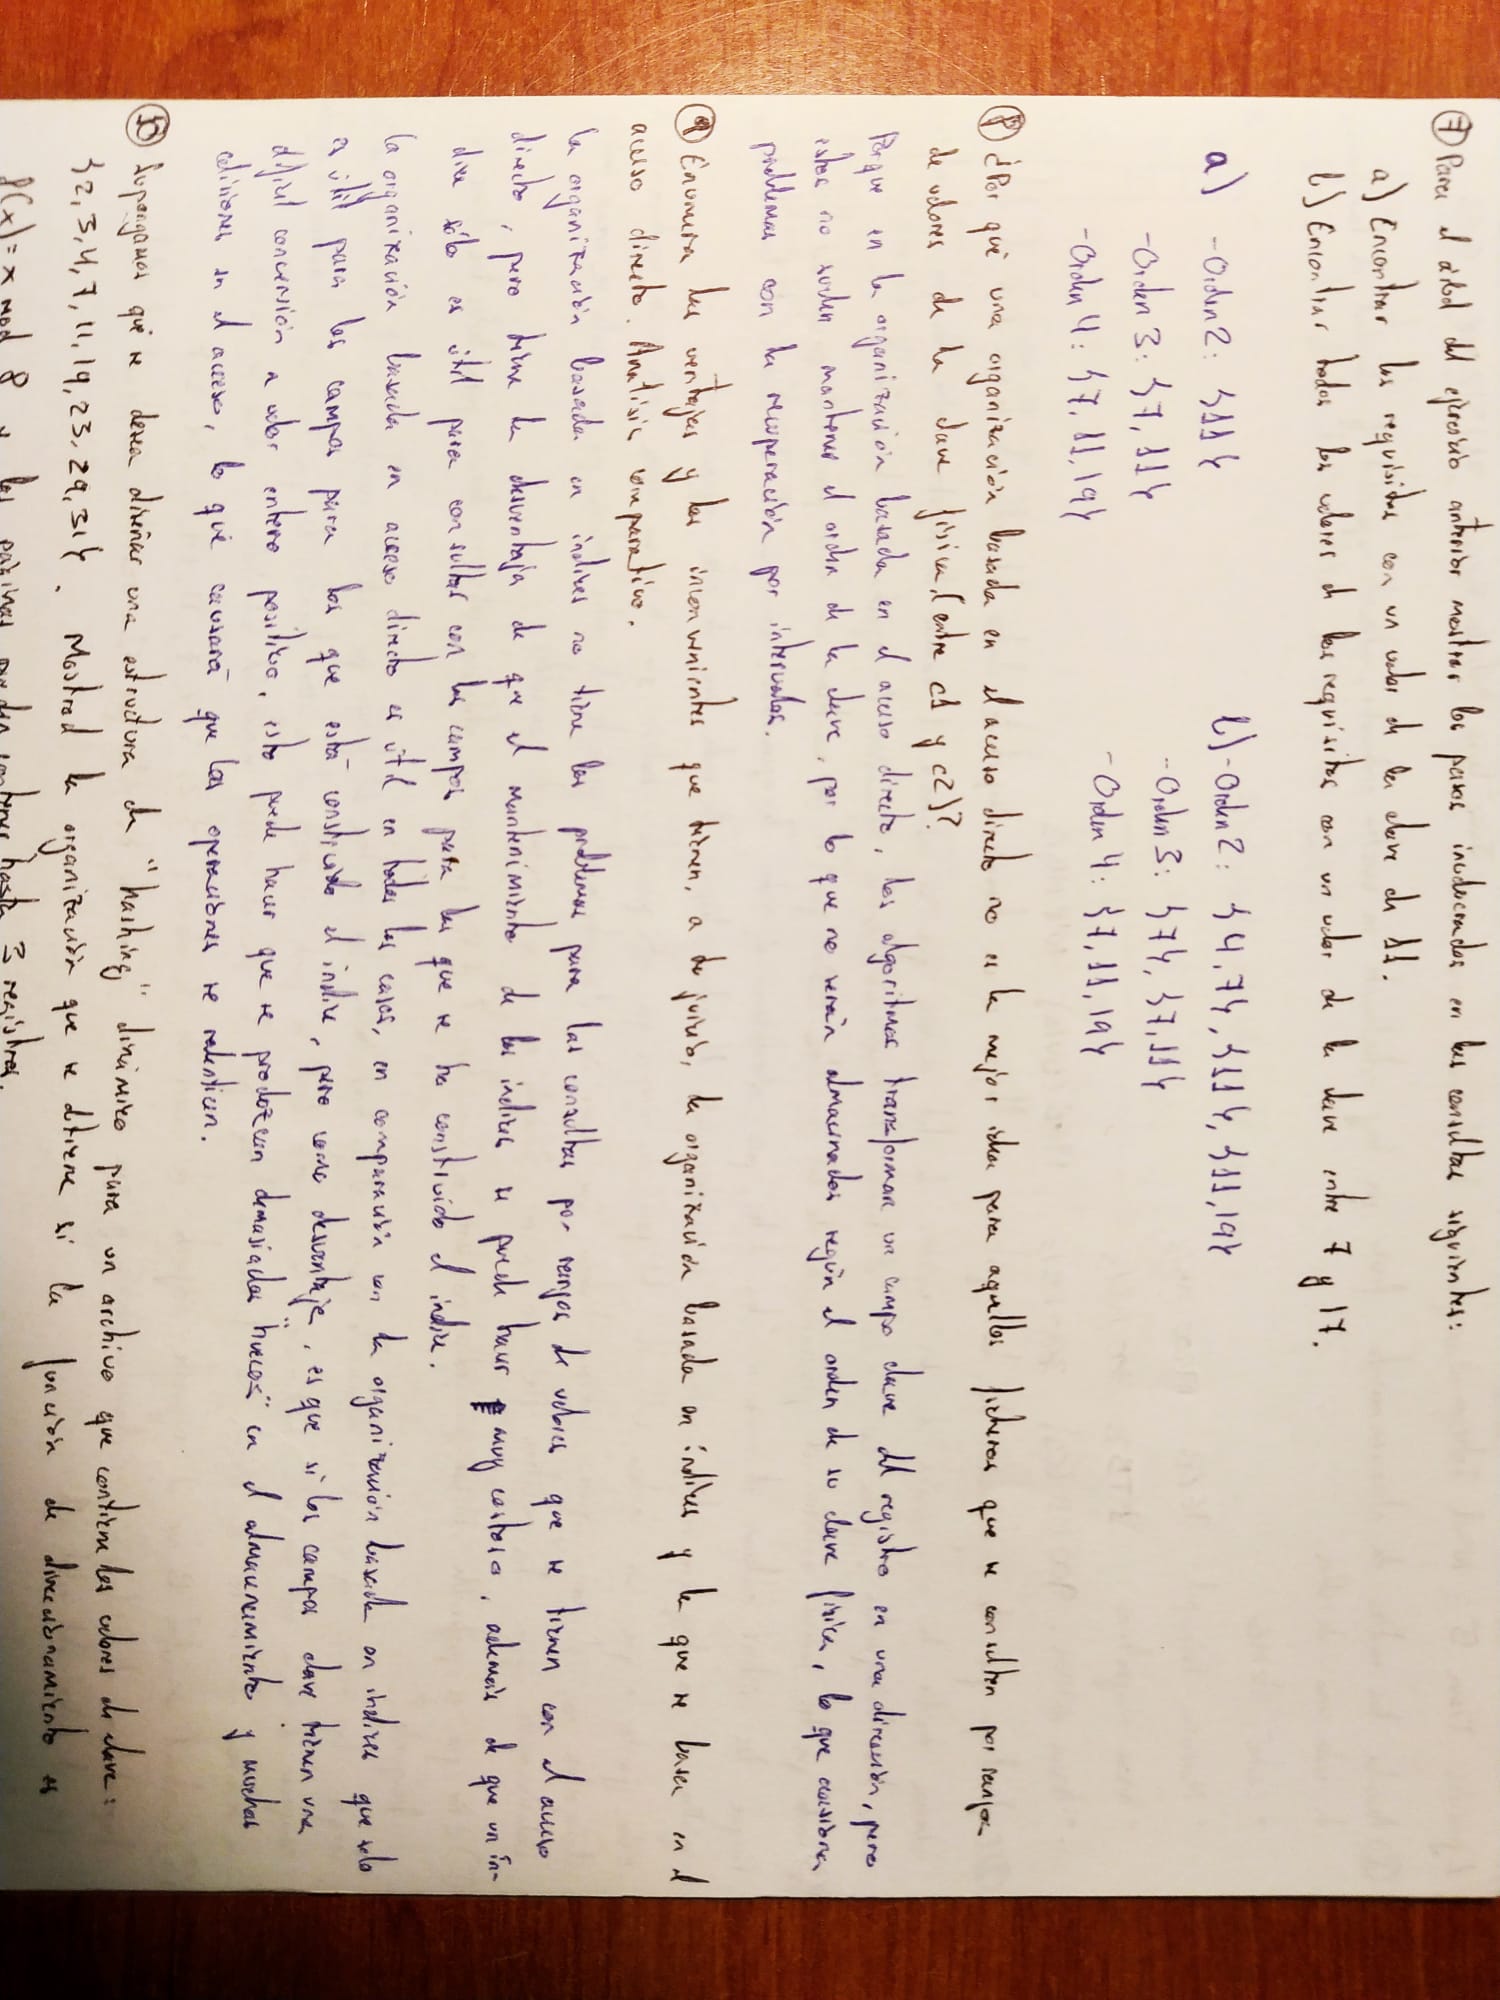 ⑦ Para el árbol del ejercicio anterior mostrar los pasos involucrados en las consultas siguientes:
a) Encontrar los registros con un valor de la clave de 11.
b) Encontrar todos los valores de los registros con un valor de la clave entre 7 y 17.
a) -Orden 2: {11}
-Orden 3: {7, 11}
-Orden 4: {7, 11, 19}
b) -Orden 2: {4, 7}, {11}, {11, 19}
-Orden 3: {7}, {7, 11}
-Orden 4: {7, 11, 19}
⑧ ¿Por qué una organización basada en el acceso directo no es la mejor idea para aquellos ficheros que se consulten por rangos
de valores de la clave física (entre c1 y c2)?
Porque en la organización basada en el acceso directo, los algoritmos transforman un campo clave del registro en una dirección, pero
estos no suelen mantener el orden de la clave, por lo que no serán almacenados según el orden de su clave física, lo que ocasiona
problemas con la recuperación por intervalos.
⑨ Enumera las ventajas y los inconvenientes que tienen, a tu juicio, la organización basada en índices y la que se basa en el
acceso directo. Análisis comparativo.
La organización basada en índices no tiene los problemas para las consultas por rangos de valores que se tienen con el acceso
directo, pero tiene la desventaja de que el mantenimiento de los índices se puede hacer muy costoso, además de que un ín-
dice sólo es útil para consultar con los campos para los que se ha construido el índice.
La organización basada en acceso directo es útil en todos los casos, en comparación con la organización basada en índices que solo
es útil para los campos para los que está construido el índice, pero como desventaja, es que si los campos clave tienen una
difícil conversión a valor entero positivo, esto puede hacer que se produzcan demasiados "huecos" en el almacenamiento y muchas
colisiones en el acceso, lo que causará que las operaciones se ralenticen.
⑩ Supongamos que se desea diseñar una estructura de "hashing" dinámico para un archivo que contiene los valores de clave:
{2, 3, 4, 7, 11, 19, 23, 29, 31}. Mostrad la organización que se obtiene si la función de direccionamiento es
f(x) = x mod 8 y las páginas pueden contener hasta 3 registros.